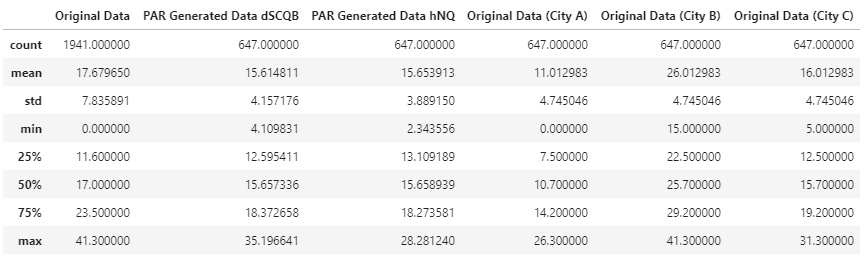 Original Data PAR Generated Data dSCQB PAR Generated Data hNQ Original Data (City A) Original Data (City B) Original Data (City C)
count 1941.000000 647.000000 647.000000 647.000000 647.000000 647.000000
mean 17.679650 15.614811 15.653913 11.012983 26.012983 16.012983
std 7.835891 4.157176 3.889150 4.745046 4.745046 4.745046
min 0.000000 4.109831 2.343556 0.000000 15.000000 5.000000
25% 11.600000 12.595411 13.109189 7.500000 22.500000 12.500000
50% 17.000000 15.657336 15.658939 10.700000 25.700000 15.700000
75% 23.500000 18.372658 18.273581 14.200000 29.200000 19.200000
max 41.300000 35.196641 28.281240 26.300000 41.300000 31.300000